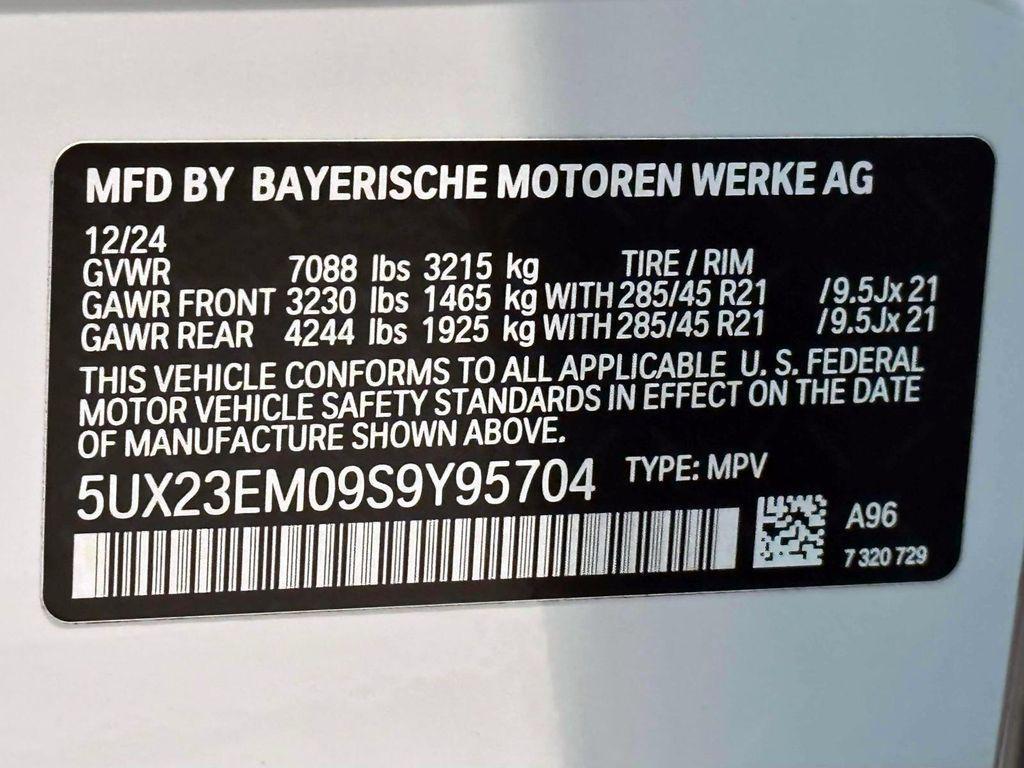 MFD BY BAYERISCHE MOTOREN WERKE AG
12/24
GVWR 7088 lbs 3215 kg TIRE / RIM
GAWR FRONT 3230 lbs 1465 kg WITH 285/45 R21 /9.5Jx 21
GAWR REAR 4244 lbs 1925 kg WITH 285/45 R21 /9.5Jx 21
THIS VEHICLE CONFORMS TO ALL APPLICABLE U. S. FEDERAL
MOTOR VEHICLE SAFETY STANDARDS IN EFFECT ON THE DATE
OF MANUFACTURE SHOWN ABOVE.
5UX23EM09S9Y95704 TYPE: MPV
A96
7 320 729